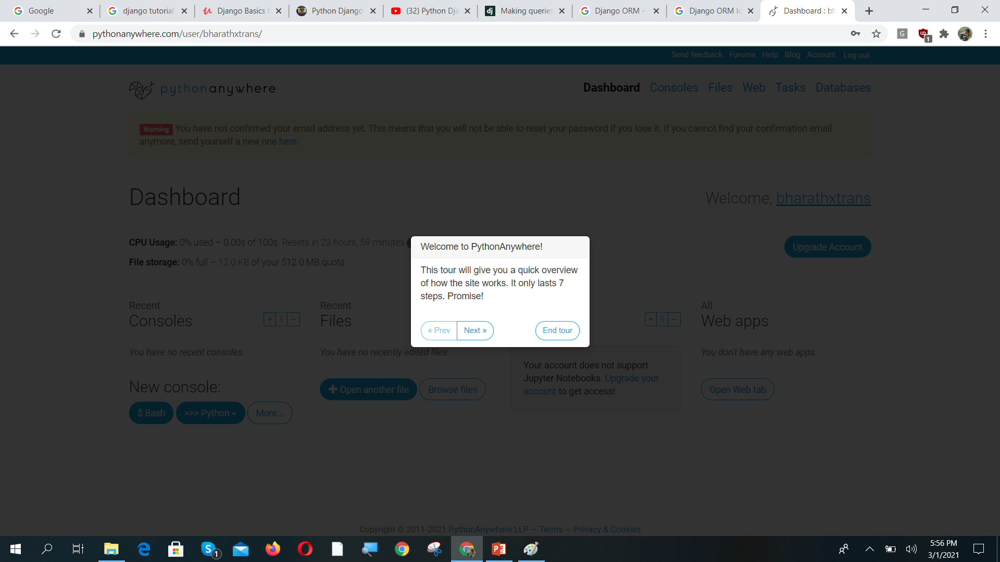 Google
django tutorial
Django Basics t
Python Django
(32) Python Dja
Making queries
Django ORM -
Django ORM lo
Dashboard : bh
pythonanywhere.com/user/bharathxtrans/
G
1
Send feedback Forums Help Blog Account Log out
pythonanywhere
Dashboard Consoles Files Web Tasks Databases
Warning You have not confirmed your email address yet. This means that you will not be able to reset your password if you lose it. If you cannot find your confirmation email
anymore, send yourself a new one here.
Dashboard
Welcome, bharathxtrans
CPU Usage: 0% used – 0.00s of 100s. Resets in 23 hours, 59 minutes
File storage: 0% full – 12.0 KB of your 512.0 MB quota
Upgrade Account
Welcome to PythonAnywhere!
This tour will give you a quick overview
of how the site works. It only lasts 7
steps. Promise!
« Prev
Next »
End tour
Recent
Consoles
+ 5 −
You have no recent consoles.
New console:
$ Bash
>>> Python
More...
Recent
Files
You have no recently edited files.
Open another file
Browse files
+ 5 −
Your account does not support
Jupyter Notebooks. Upgrade your
account to get access!
All
Web apps
You don't have any web apps.
Open Web tab
Copyright © 2011-2021 PythonAnywhere LLP — Terms — Privacy & Cookies
1
5:56 PM
3/1/2021